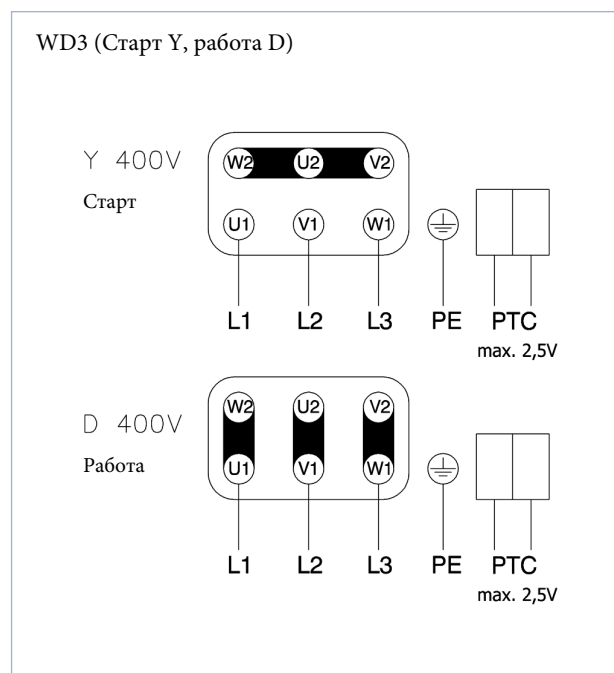 WD3 (Старт Y, работа D)
Y 400V
Старт
W2 U2 V2
U1 V1 W1
L1 L2 L3 PE PTC
max. 2,5V
D 400V
Работа
W2 U2 V2
U1 V1 W1
L1 L2 L3 PE PTC
max. 2,5V